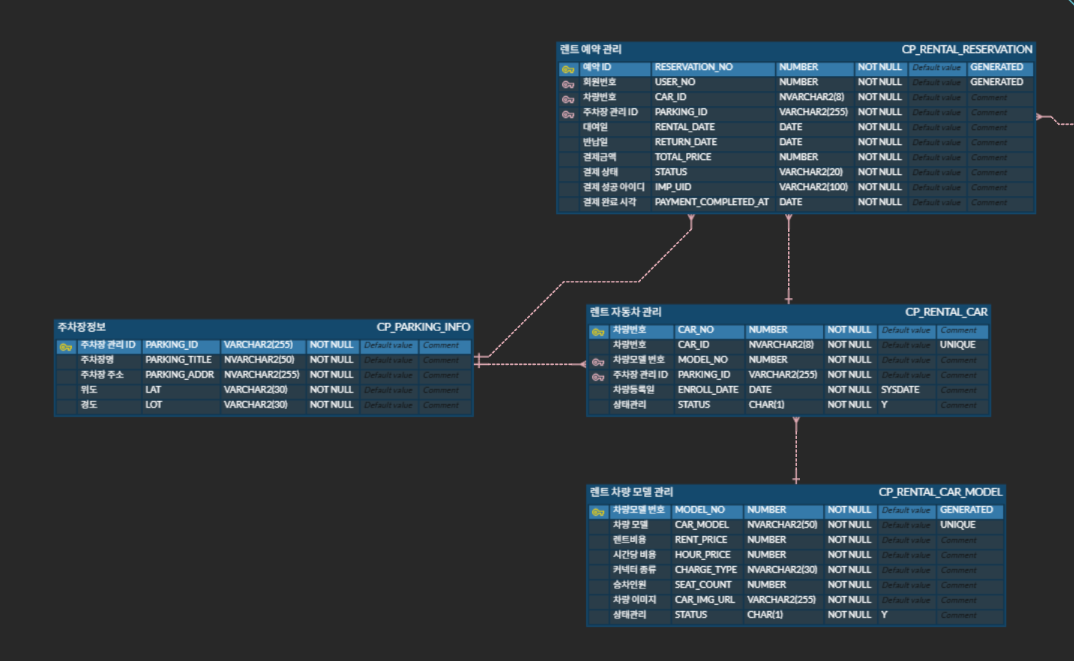 렌트 예약 관리 CP_RENTAL_RESERVATION
예약 ID RESERVATION_NO NUMBER NOT NULL Default value GENERATED
회원번호 USER_NO NUMBER NOT NULL Default value GENERATED
차량번호 CAR_ID NVARCHAR2(8) NOT NULL Default value Comment
주차장 관리 ID PARKING_ID VARCHAR2(255) NOT NULL Default value Comment
대여일 RENTAL_DATE DATE NOT NULL Default value Comment
반납일 RETURN_DATE DATE NOT NULL Default value Comment
결제금액 TOTAL_PRICE NUMBER NOT NULL Default value Comment
결제 상태 STATUS VARCHAR2(20) NOT NULL Default value Comment
결제 성공 아이디 IMP_UID VARCHAR2(100) NOT NULL Default value Comment
결제 완료 시각 PAYMENT_COMPLETED_AT DATE NOT NULL Default value Comment
렌트 자동차 관리 CP_RENTAL_CAR
차량번호 CAR_NO NUMBER NOT NULL Default value Comment
차량번호 CAR_ID NVARCHAR2(8) NOT NULL Default value UNIQUE
차량모델 번호 MODEL_NO NUMBER NOT NULL Default value Comment
주차장 관리 ID PARKING_ID VARCHAR2(255) NOT NULL Default value Comment
차량등록일 ENROLL_DATE DATE NOT NULL SYSDATE Comment
상태관리 STATUS CHAR(1) NOT NULL Y Comment
주차장정보 CP_PARKING_INFO
주차장 관리 ID PARKING_ID VARCHAR2(255) NOT NULL Default value Comment
주차장명 PARKING_TITLE NVARCHAR2(50) NOT NULL Default value Comment
주차장 주소 PARKING_ADDR NVARCHAR2(255) NOT NULL Default value Comment
위도 LAT VARCHAR2(30) NOT NULL Default value Comment
경도 LOT VARCHAR2(30) NOT NULL Default value Comment
렌트 차량 모델 관리 CP_RENTAL_CAR_MODEL
차량모델 번호 MODEL_NO NUMBER NOT NULL Default value GENERATED
차량 모델 CAR_MODEL NVARCHAR2(50) NOT NULL Default value UNIQUE
렌트비용 RENT_PRICE NUMBER NOT NULL Default value Comment
시간당 비용 HOUR_PRICE NUMBER NOT NULL Default value Comment
커넥터 종류 CHARGE_TYPE NVARCHAR2(30) NOT NULL Default value Comment
승차인원 SEAT_COUNT NUMBER NOT NULL Default value Comment
차량 이미지 CAR_IMG_URL VARCHAR2(255) NOT NULL Default value Comment
상태관리 STATUS CHAR(1) NOT NULL Y Comment